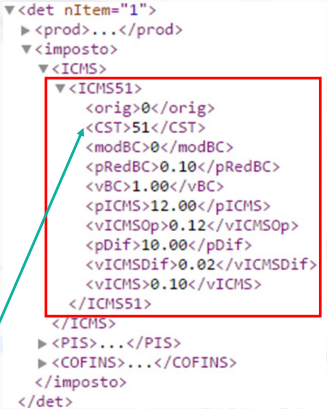 ▼<det nItem="1">
▶<prod>...</prod>
▼<imposto>
▼<ICMS>
▼<ICMS51>
<orig>0</orig>
<CST>51</CST>
<modBC>0</modBC>
<pRedBC>0.10</pRedBC>
<vBC>1.00</vBC>
<pICMS>12.00</pICMS>
<vICMSOp>0.12</vICMSOp>
<pDif>10.00</pDif>
<vICMSDif>0.02</vICMSDif>
<vICMS>0.10</vICMS>
</ICMS51>
</ICMS>
▶<PIS>...</PIS>
▶<COFINS>...</COFINS>
</imposto>
</det>